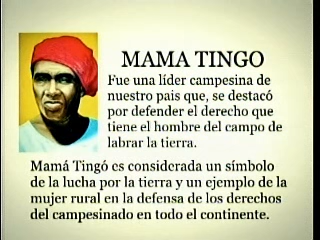 MAMA TINGO
Fue una líder campesina de
nuestro pais que, se destacó
por defender el derecho que
tiene el hombre del campo de
labrar la tierra.
Mamá Tingó es considerada un símbolo
de la lucha por la tierra y un ejemplo de la
mujer rural en la defensa de los derechos
del campesinado en todo el continente.